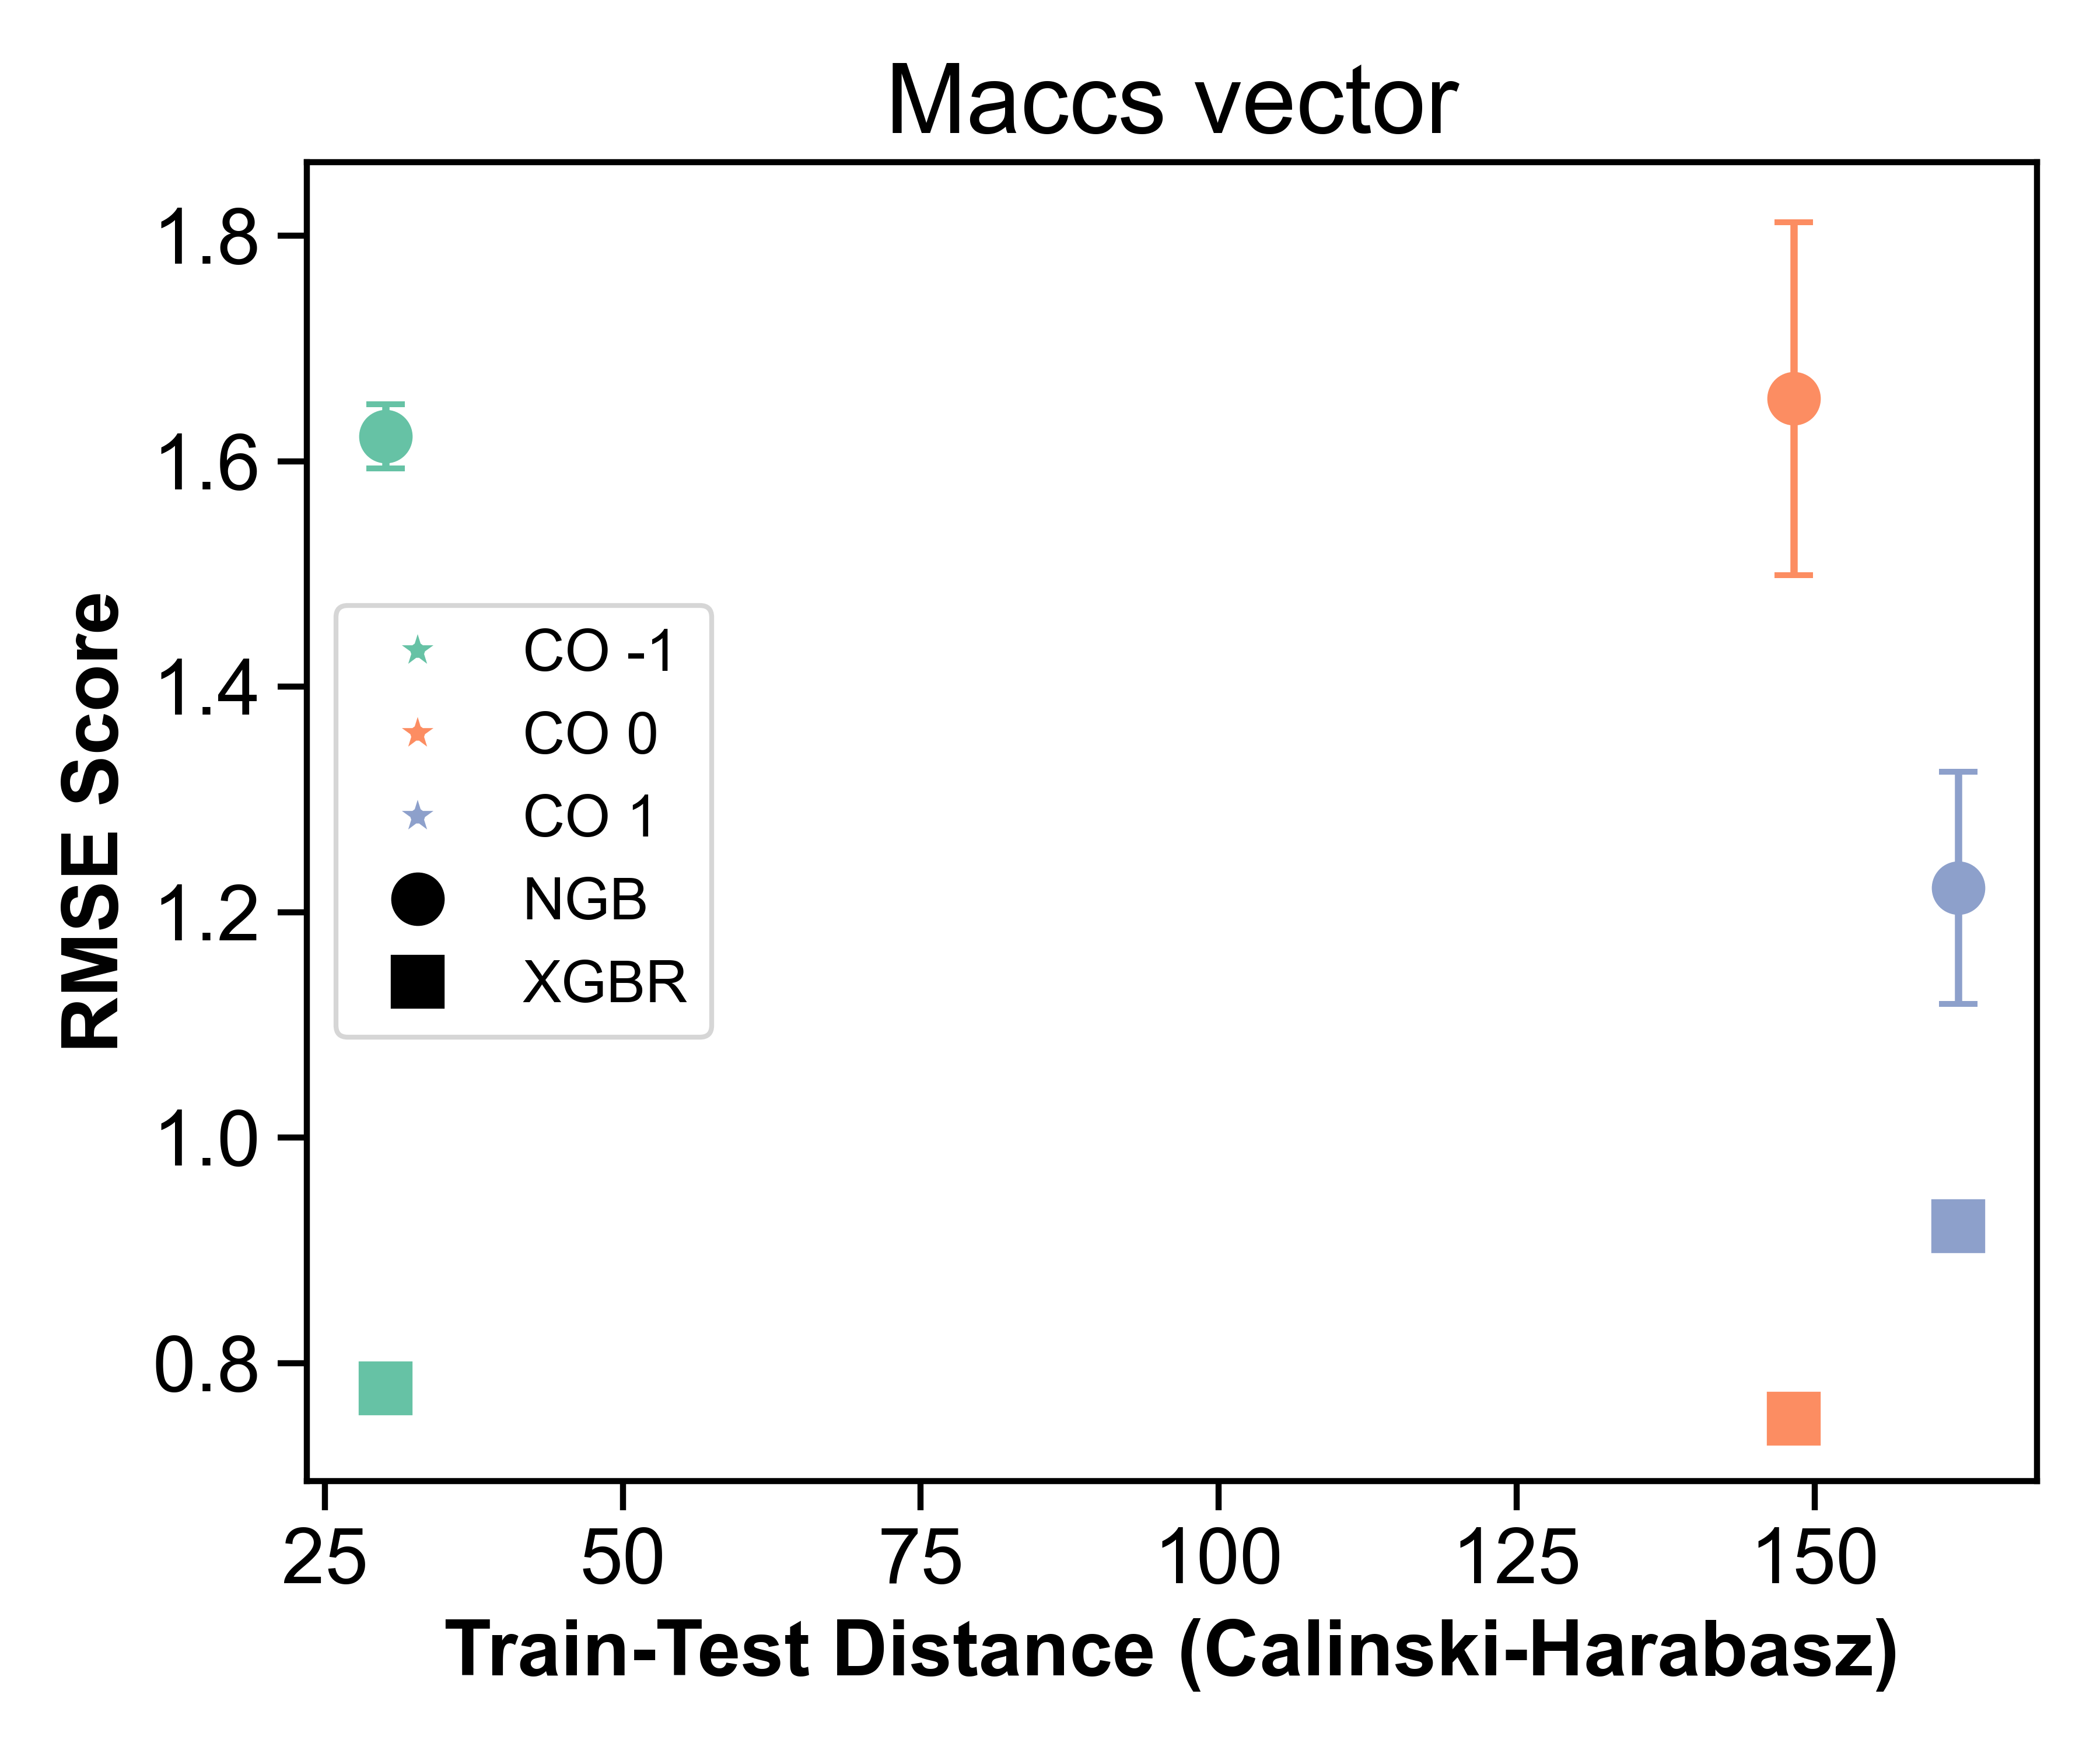 Maccs vector
RMSE Score
1.8
1.6
1.4
1.2
1.0
0.8
CO -1
CO 0
CO 1
NGB
XGBR
25 50 75 100 125 150
Train-Test Distance (Calinski-Harabasz)